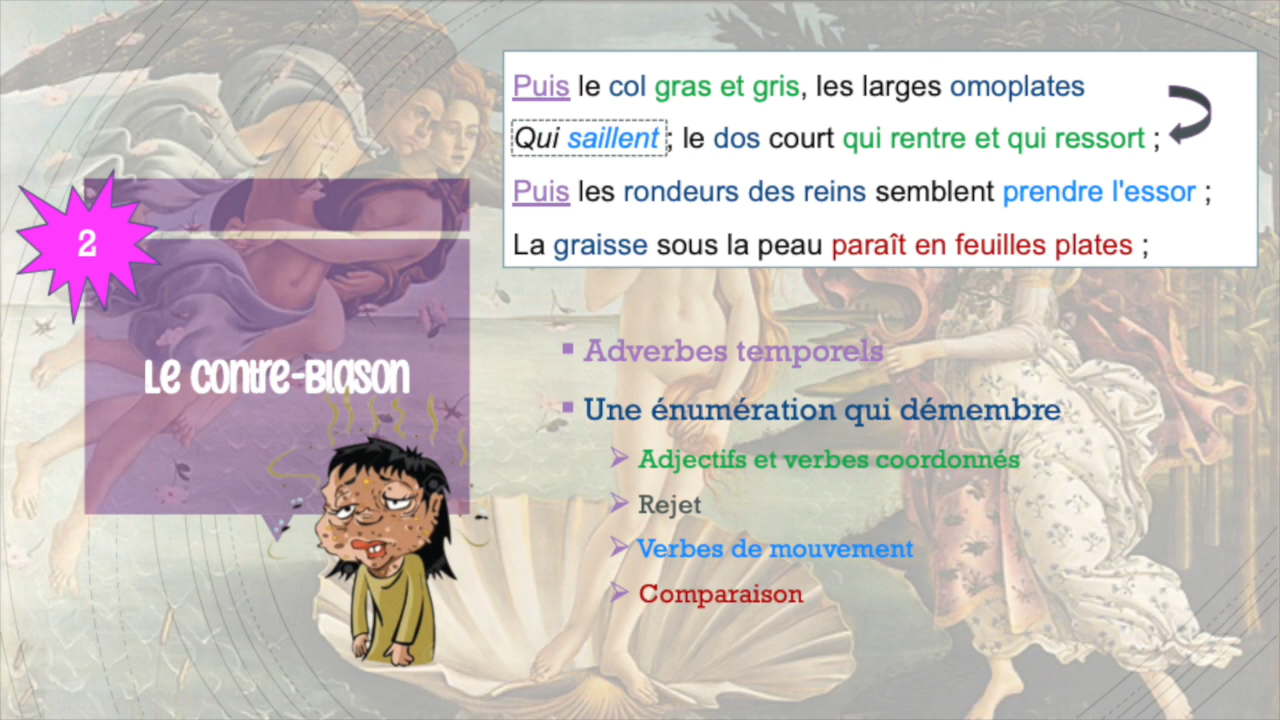 Puis le col gras et gris, les larges omoplates
Qui saillent ; le dos court qui rentre et qui ressort ;
Puis les rondeurs des reins semblent prendre l'essor ;
La graisse sous la peau paraît en feuilles plates ;
2
Le contre-Blason
Adverbes temporels
Une énumération qui démembre
Adjectifs et verbes coordonnés
Rejet
Verbes de mouvement
Comparaison